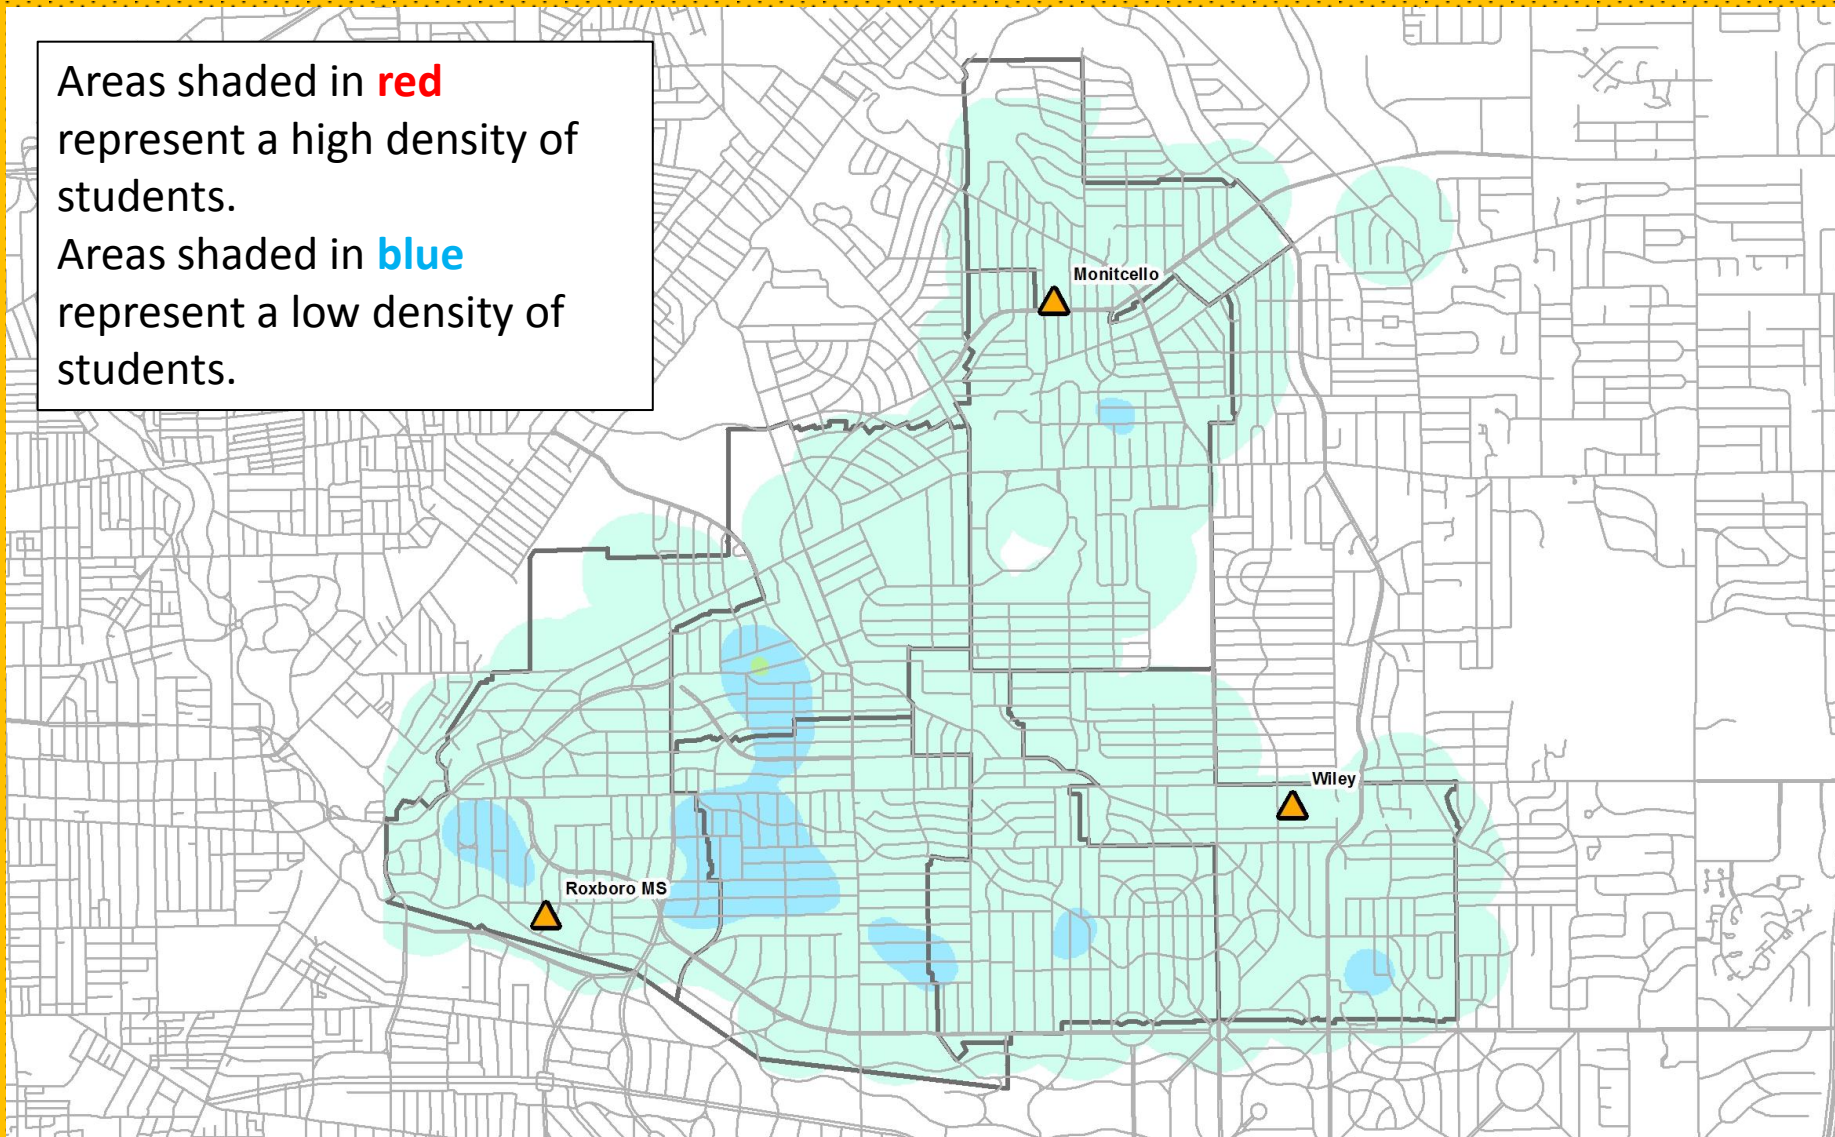 Areas shaded in red
represent a high density of
students.
Areas shaded in blue
represent a low density of
students.
Monitcello
Wiley
Roxboro MS